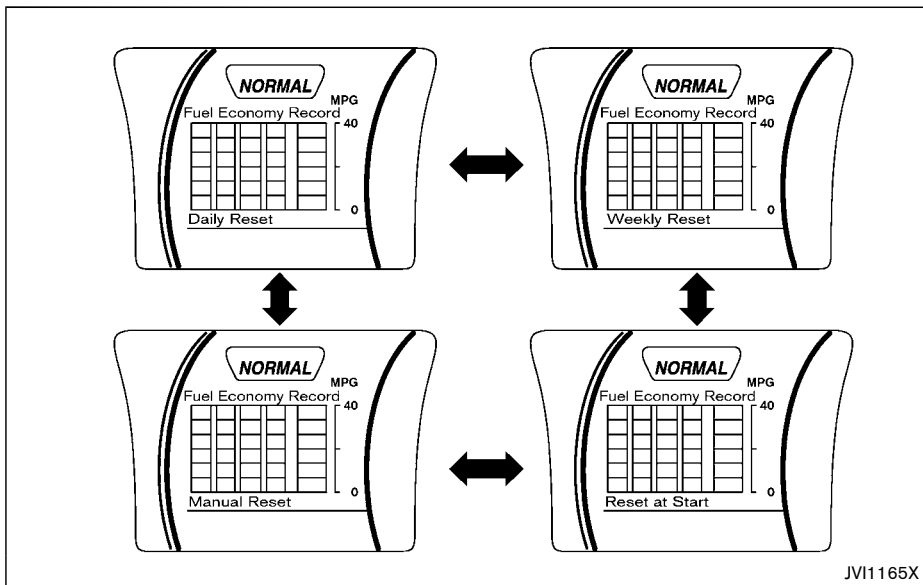 NORMAL
MPG
Fuel Economy Record
40
0
Daily Reset
NORMAL
MPG
Fuel Economy Record
40
0
Weekly Reset
NORMAL
MPG
Fuel Economy Record
40
0
Manual Reset
NORMAL
MPG
Fuel Economy Record
40
0
Reset at Start
JVI1165X